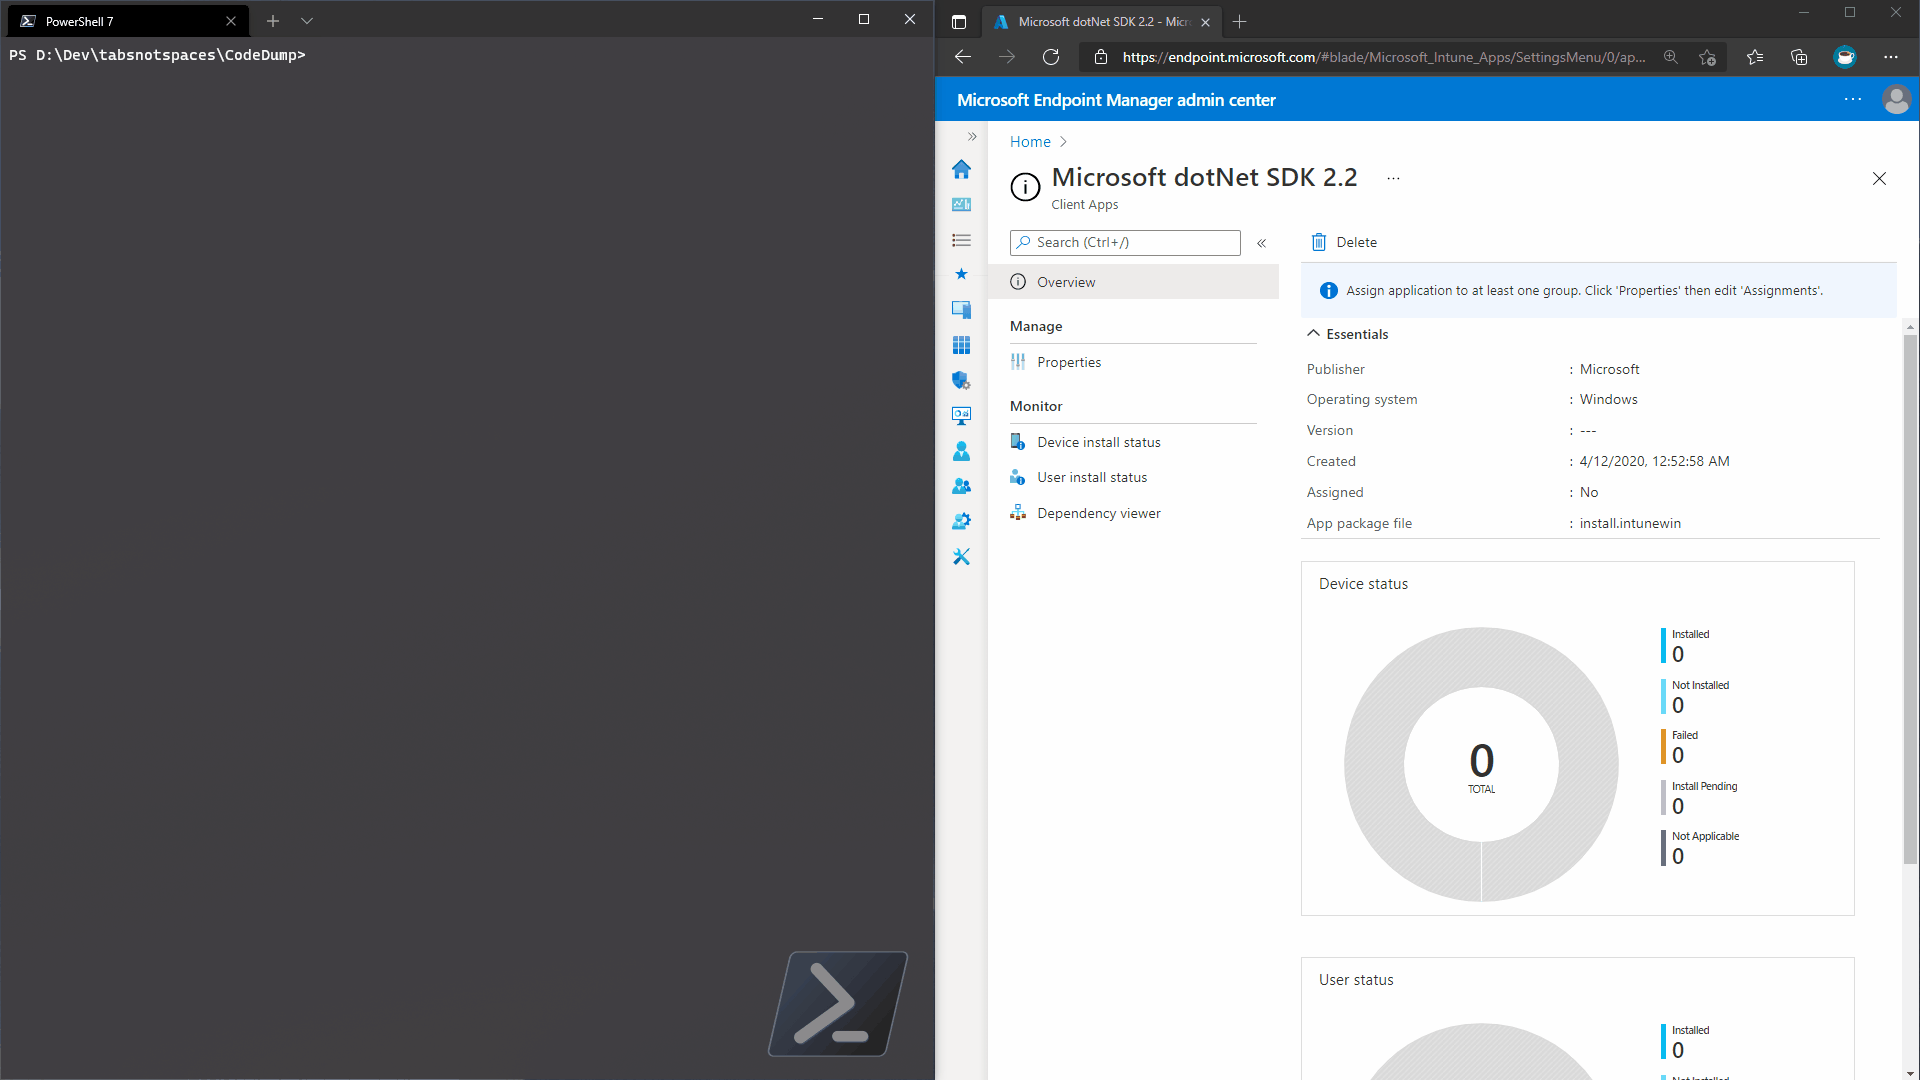 PowerShell 7
PS D:\Dev\tabsnotspaces\CodeDump>
Microsoft dotNet SDK 2.2 - Micr
https://endpoint.microsoft.com/#blade/Microsoft_Intune_Apps/SettingsMenu/0/ap...
Microsoft Endpoint Manager admin center
Home
Microsoft dotNet SDK 2.2
Client Apps
Search (Ctrl+/)
Delete
Overview
Assign application to at least one group. Click 'Properties' then edit 'Assignments'.
Manage
Properties
Monitor
Device install status
User install status
Dependency viewer
Essentials
Publisher : Microsoft
Operating system : Windows
Version : ---
Created : 4/12/2020, 12:52:58 AM
Assigned : No
App package file : install.intunewin
Device status
0
TOTAL
Installed
0
Not Installed
0
Failed
0
Install Pending
0
Not Applicable
0
User status
Installed
0